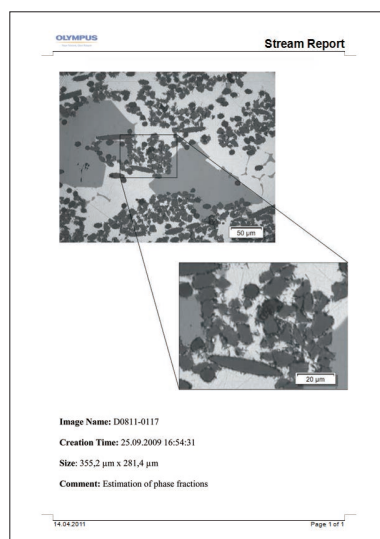 OLYMPUS
Stream Report
50 µm
20 µm
Image Name: D0811-0117
Creation Time: 25.09.2009 16:54:31
Size: 355,2 µm x 281,4 µm
Comment: Estimation of phase fractions
14.04.2011
Page 1 of 1